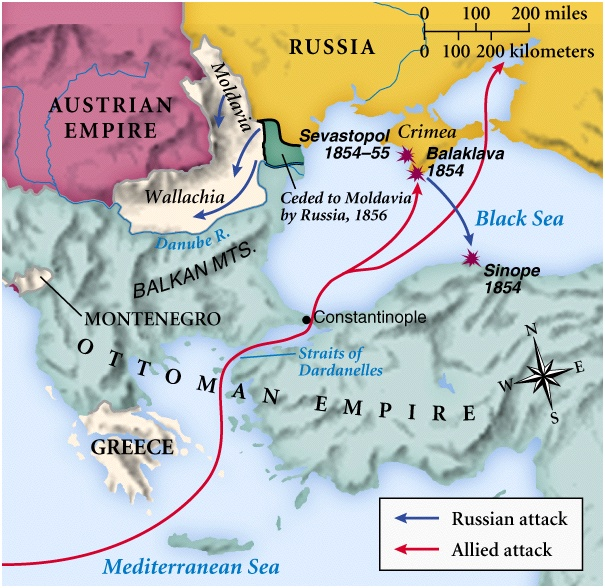 0 100 200 miles
0 100 200 kilometers
RUSSIA
Moldavia
AUSTRIAN
EMPIRE
Sevastopol
1854–55
Crimea
Balaklava
1854
Wallachia
Ceded to Moldavia
by Russia, 1856
Black Sea
Danube R.
BALKAN MTS.
Sinope
1854
MONTENEGRO
Constantinople
Straits of
Dardanelles
OTTOMAN EMPIRE
N
W E
S
GREECE
Mediterranean Sea
Russian attack
Allied attack